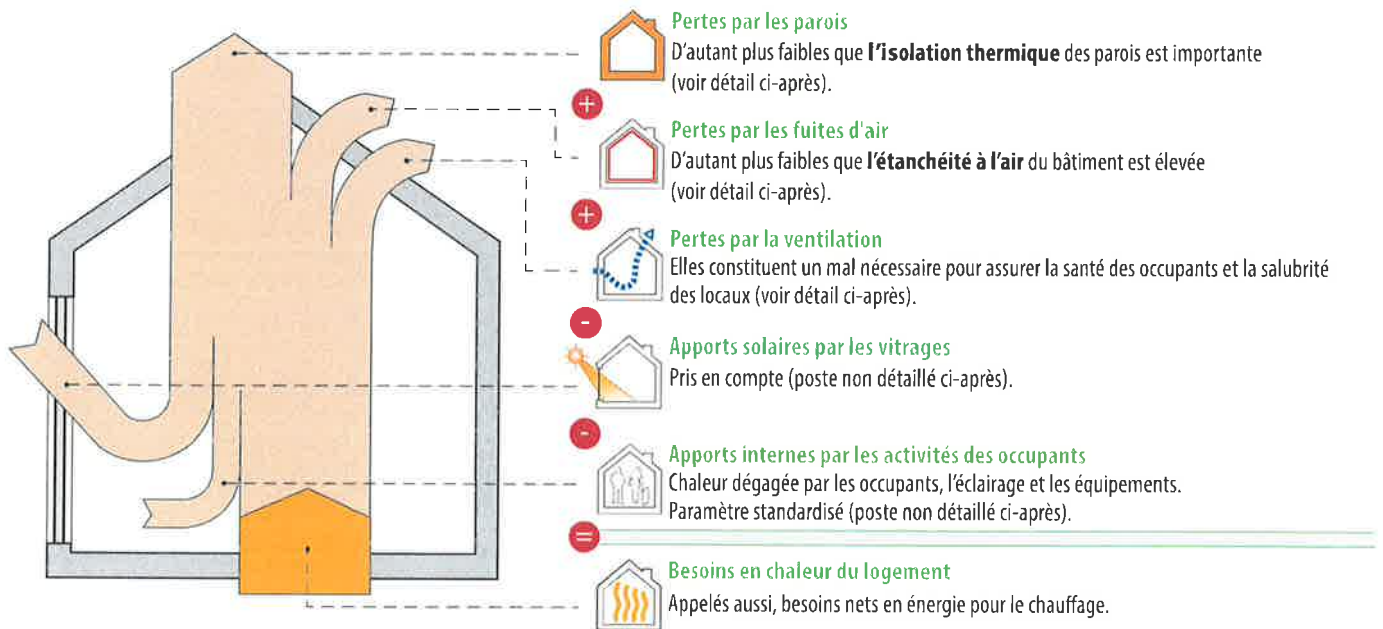 Pertes par les parois
D'autant plus faibles que l'isolation thermique des parois est importante
(voir détail ci-après).
+
Pertes par les fuites d'air
D'autant plus faibles que l'étanchéité à l'air du bâtiment est élevée
(voir détail ci-après).
+
Pertes par la ventilation
Elles constituent un mal nécessaire pour assurer la santé des occupants et la salubrité
des locaux (voir détail ci-après).
-
Apports solaires par les vitrages
Pris en compte (poste non détaillé ci-après).
-
Apports internes par les activités des occupants
Chaleur dégagée par les occupants, l'éclairage et les équipements.
Paramètre standardisé (poste non détaillé ci-après).
=
Besoins en chaleur du logement
Appelés aussi, besoins nets en énergie pour le chauffage.